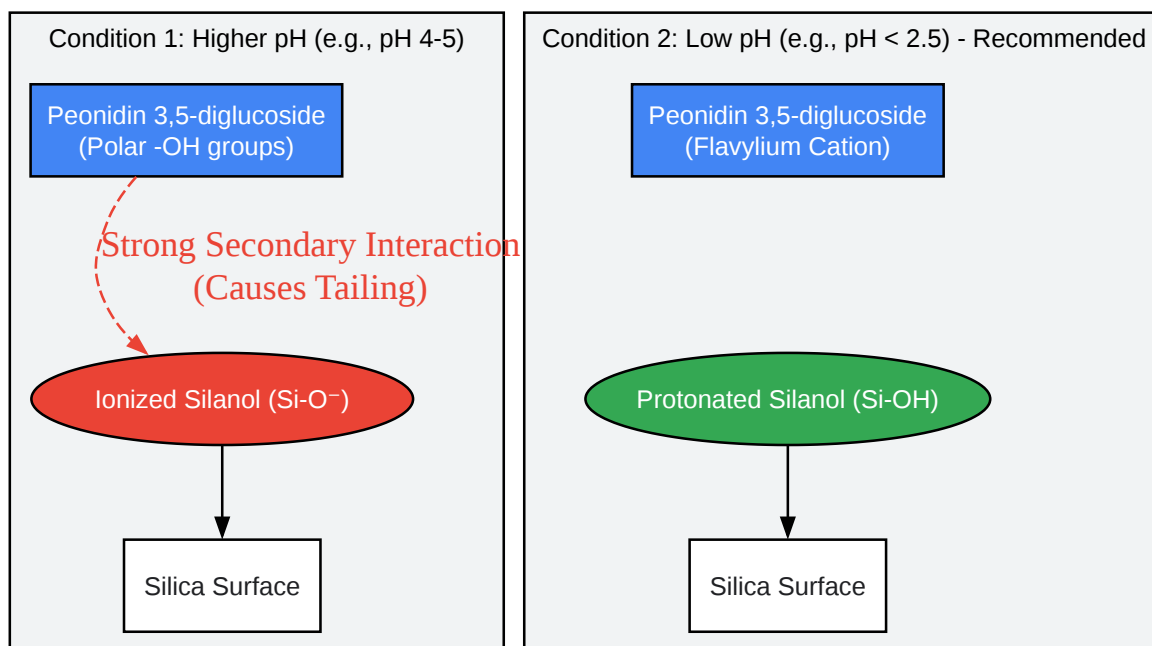 Condition 1: Higher pH (e.g., pH 4-5)
Peonidin 3,5-diglucoside
(Polar -OH groups)
Strong Secondary Interaction
(Causes Tailing)
Ionized Silanol (Si-O⁻)
Silica Surface
Condition 2: Low pH (e.g., pH < 2.5) - Recommended
Peonidin 3,5-diglucoside
(Flavylium Cation)
Protonated Silanol (Si-OH)
Silica Surface